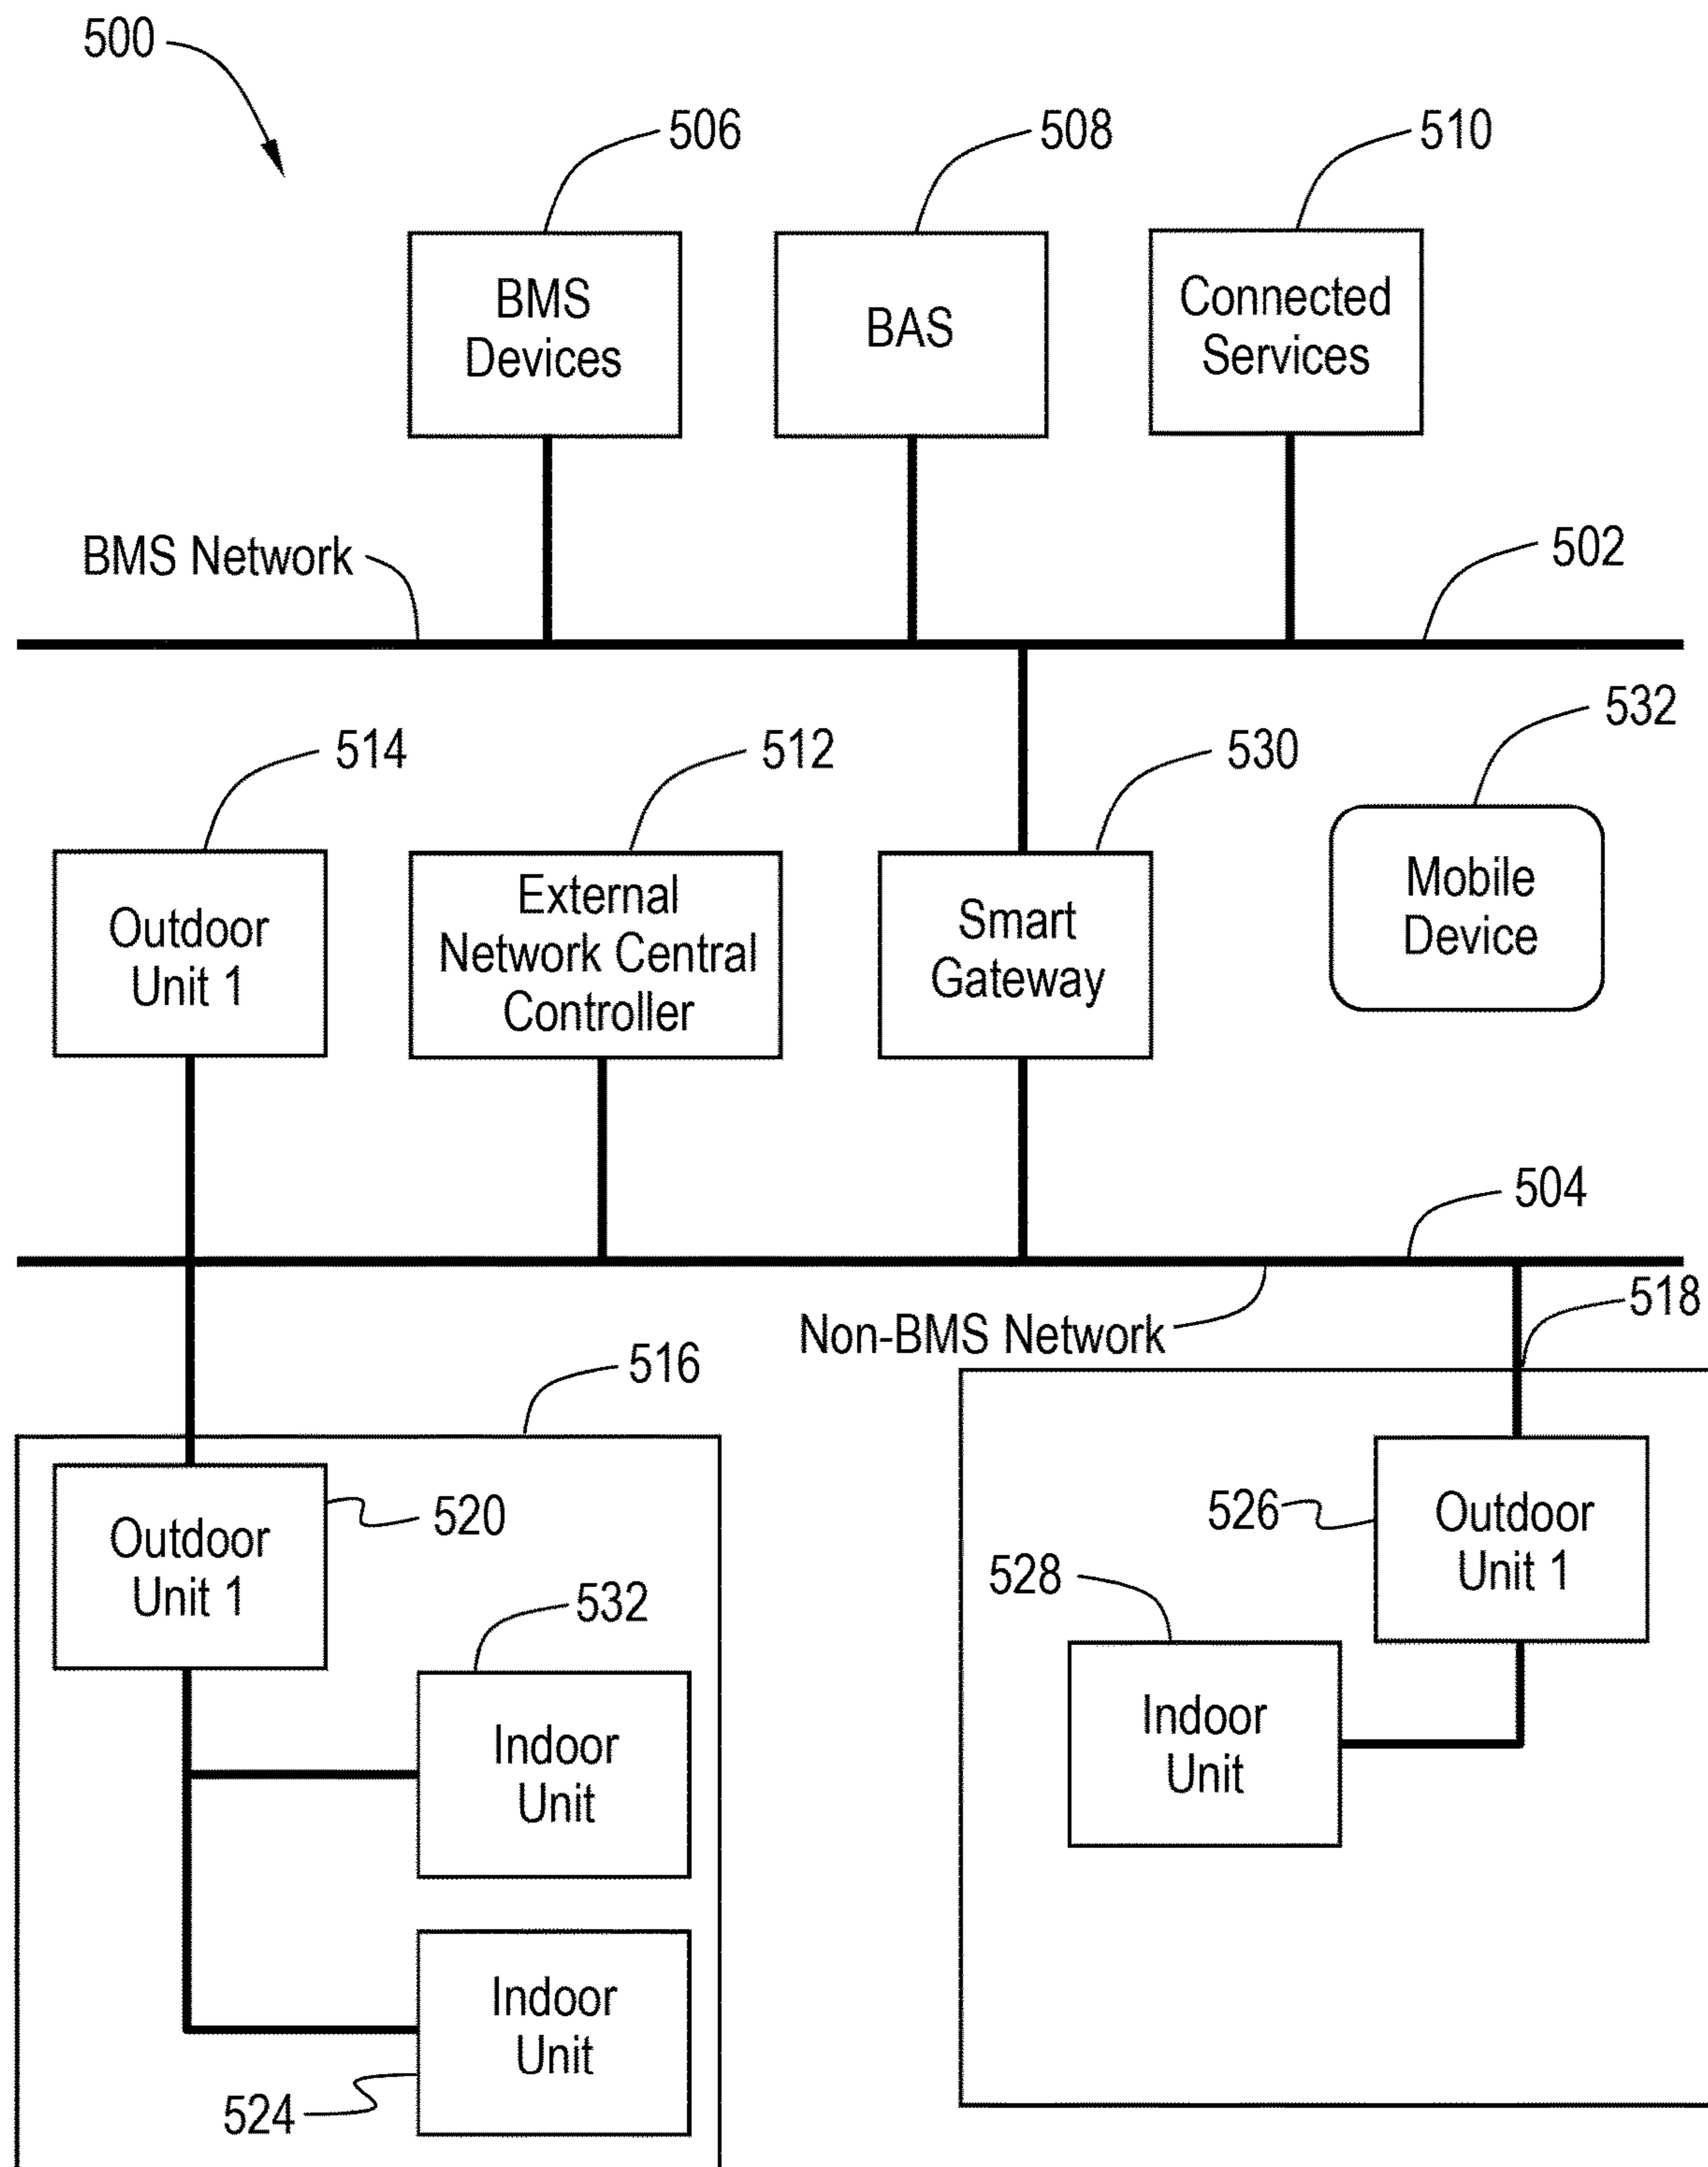 500
506
508
510
BMS
Devices
BAS
Connected
Services
BMS Network
502
514
512
530
532
Outdoor
Unit 1
External
Network Central
Controller
Smart
Gateway
Mobile
Device
504
Non-BMS Network
518
516
Outdoor
Unit 1
520
526
Outdoor
Unit 1
528
532
Indoor
Unit
Indoor
Unit
Indoor
Unit
524